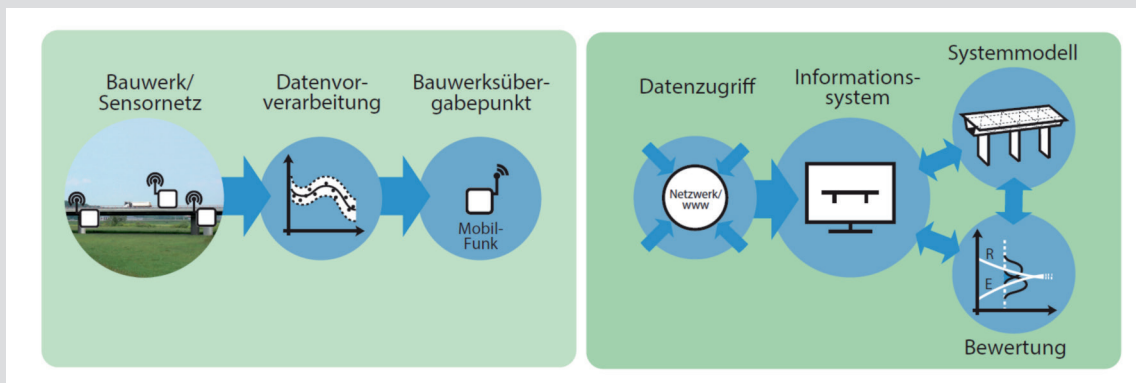 Bauwerk/
Sensornetz
Datenvor-
verarbeitung
Bauwerksüber-
gabepunkt
Mobil-
Funk
Datenzugriff
Netzwerk/
www
Informations-
system
Systemmodell
R
E
Bewertung